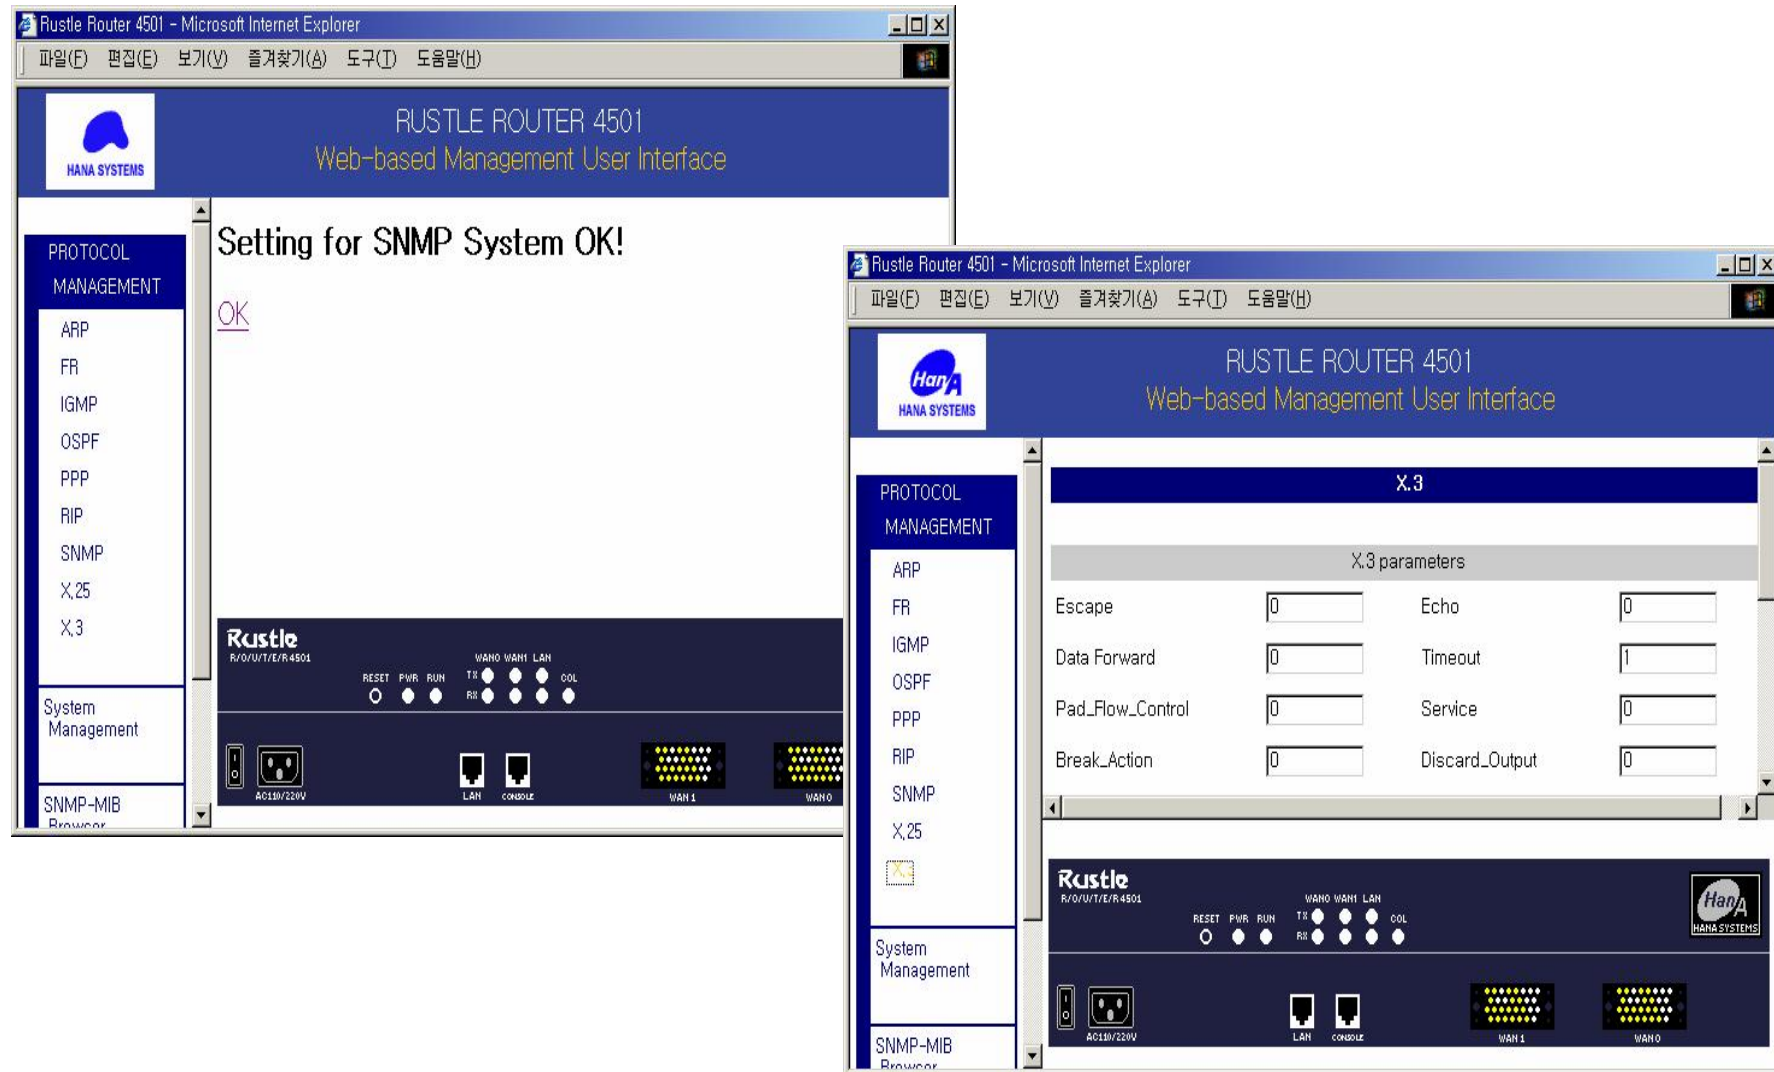 Rustle Router 4501 - Microsoft Internet Explorer
파일(F) 편집(E) 보기(V) 즐겨찾기(A) 도구(T) 도움말(H)
HANA SYSTEMS
RUSTLE ROUTER 4501
Web-based Management User Interface
PROTOCOL
MANAGEMENT
ARP
FR
IGMP
OSPF
PPP
RIP
SNMP
X.25
X.3
System
Management
SNMP-MIB
Browser
Setting for SNMP System OK!
OK
Rustle
R/O/U/T/E/R 4501
WAN0 WAN1 LAN
RESET PWR RUN TX COL
RX
AC110/220V
LAN CONSOLE WAN 1 WAN 0
Rustle Router 4501 - Microsoft Internet Explorer
파일(F) 편집(E) 보기(V) 즐겨찾기(A) 도구(T) 도움말(H)
HanA
HANA SYSTEMS
RUSTLE ROUTER 4501
Web-based Management User Interface
PROTOCOL
MANAGEMENT
ARP
FR
IGMP
OSPF
PPP
RIP
SNMP
X.25
X.3
System
Management
SNMP-MIB
Browser
X.3
X.3 parameters
Escape 0 Echo 0
Data Forward 0 Timeout 1
Pad_Flow_Control 0 Service 0
Break_Action 0 Discard_Output 0
Rustle
R/O/U/T/E/R 4501
WAN0 WAN1 LAN
RESET PWR RUN TX COL
RX
HanA
HANA SYSTEMS
AC110/220V
LAN CONSOLE WAN 1 WAN 0